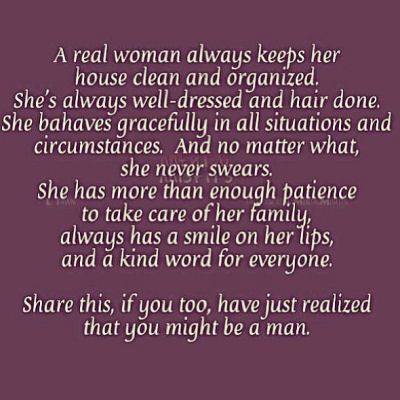 A real woman always keeps her
house clean and organized.
She's always well-dressed and hair done.
She bahaves gracefully in all situations and
circumstances. And no matter what,
she never swears.
She has more than enough patience
to take care of her family,
always has a smile on her lips,
and a kind word for everyone.
Share this, if you too, have just realized
that you might be a man.